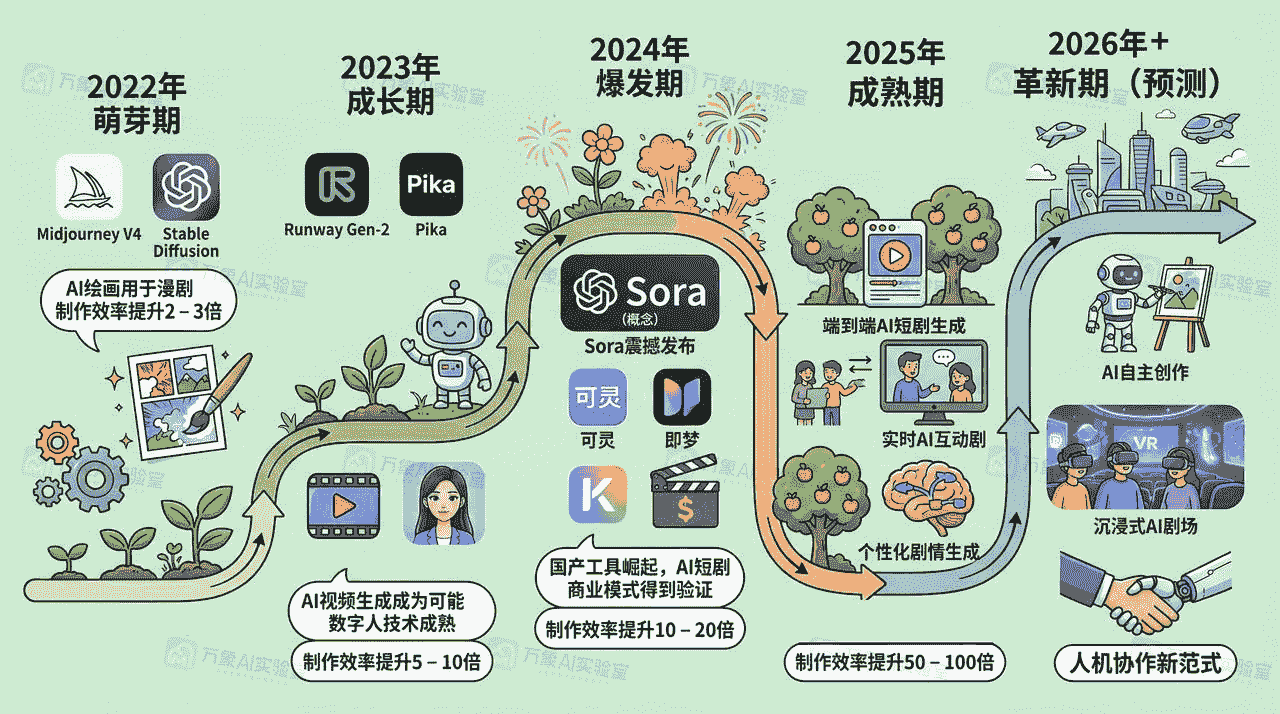 2022年
萌芽期
Midjourney V4
Stable
Diffusion
AI绘画用于漫剧
制作效率提升2 – 3倍
2023年
成长期
Runway Gen-2
Pika
Pika
AI视频生成成为可能
数字人技术成熟
制作效率提升5 – 10倍
2024年
爆发期
Sora
(概念)
Sora震撼发布
可灵
可灵
即梦
K
$
国产工具崛起，AI短剧
商业模式得到验证
制作效率提升10 – 20倍
2025年
成熟期
端到端AI短剧生成
实时AI互动剧
个性化剧情生成
制作效率提升50 – 100倍
2026年+
革新期（预测）
AI自主创作
VR
沉浸式AI剧场
人机协作新范式
万象AI实验室